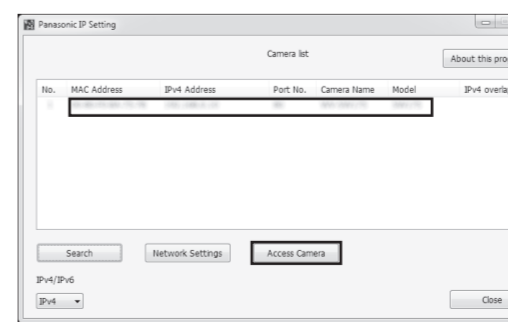 Panasonic IP Setting
Camera list
About this pro
No. MAC Address IPv4 Address Port No. Camera Name Model IPv4 overla
Search Network Settings Access Camera
IPv4/IPv6
IPv4 Close